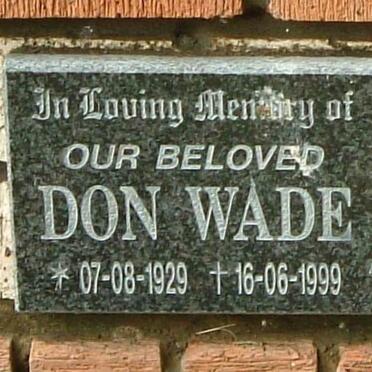 In Loving Memory of
OUR BELOVED
DON WADE
* 07-08-1929 † 16-06-1999